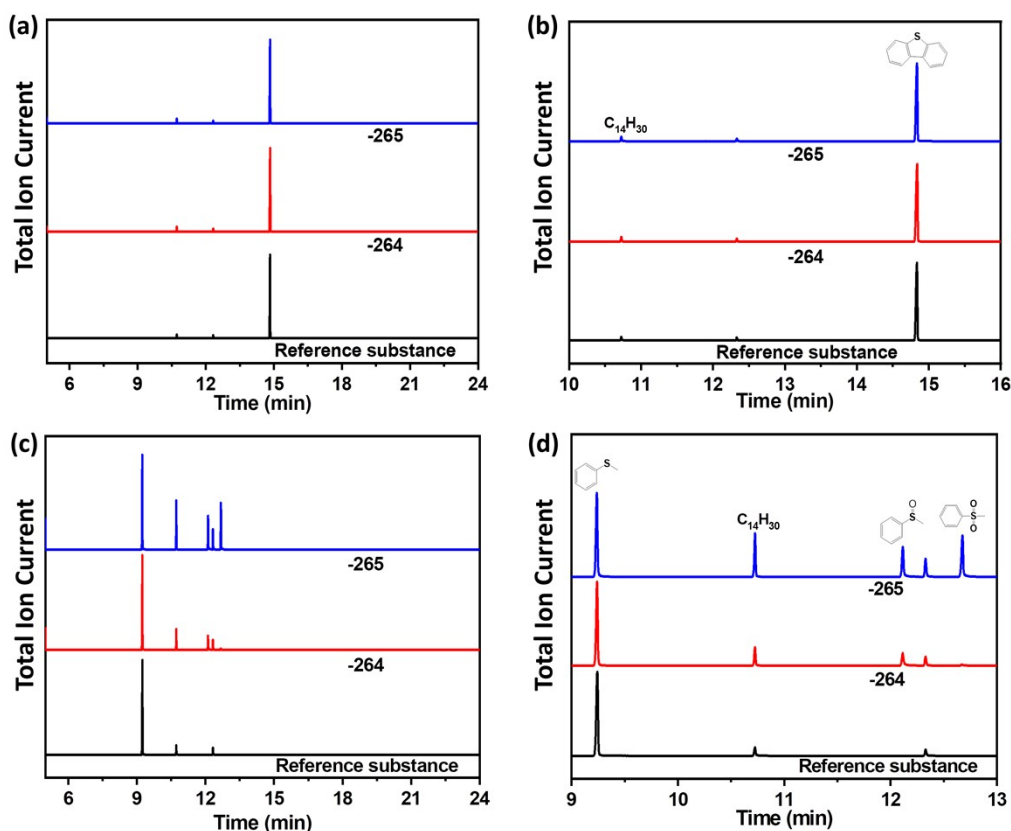 (a)
Total Ion Current
-265
-264
Reference substance
6 9 12 15 18 21 24
Time (min)
(b)
Total Ion Current
S
C14H30
-265
-264
Reference substance
10 11 12 13 14 15 16
Time (min)
(c)
Total Ion Current
-265
-264
Reference substance
6 9 12 15 18 21 24
Time (min)
(d)
Total Ion Current
S
C14H30
O
S
O
S
O
-265
-264
Reference substance
9 10 11 12 13
Time (min)